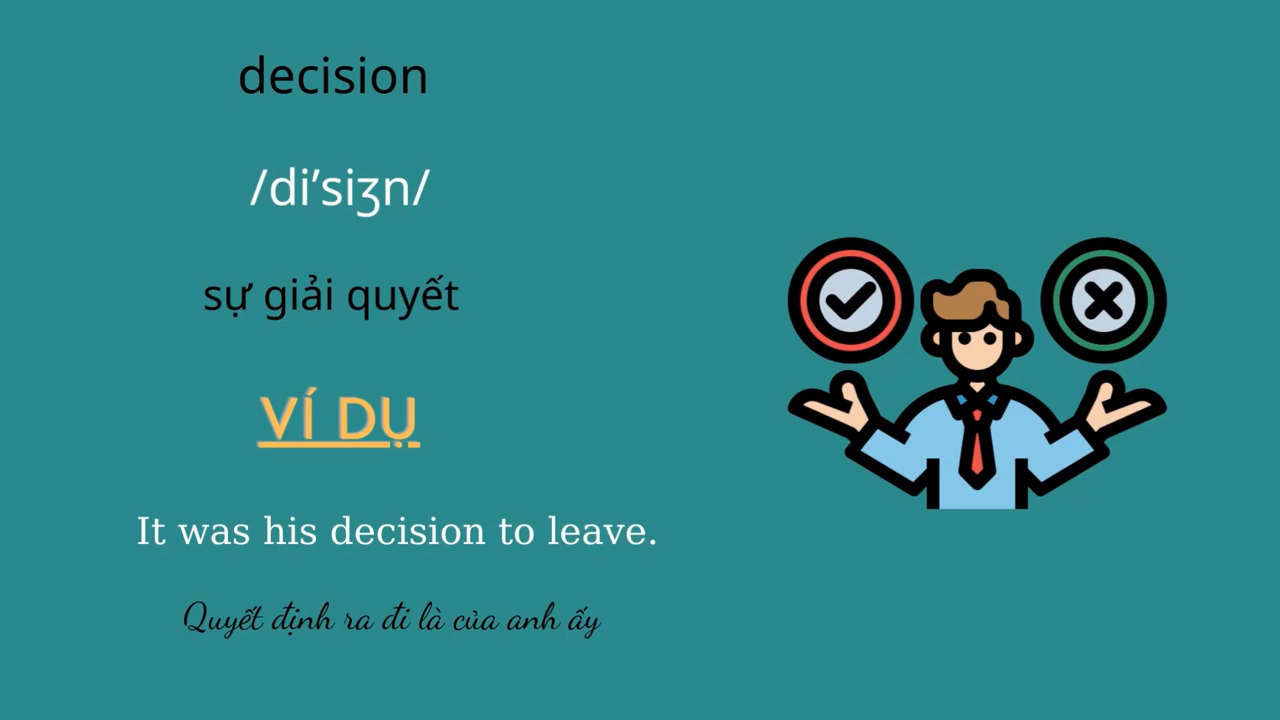 decision
/di’siʒn/
sự giải quyết
VÍ DỤ
It was his decision to leave.
Quyết định ra đi là của anh ấy